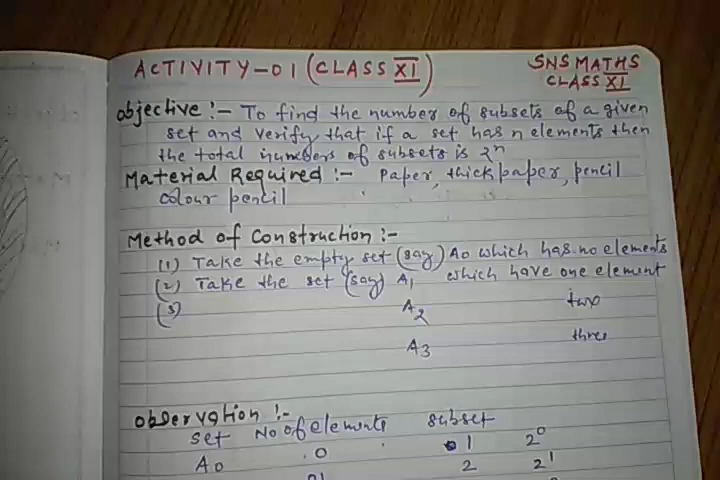 ACTIVITY-01 (CLASS XI)
SNS MATHS
CLASS XI
Objective :- To find the number of subsets of a given
set and verify that if a set has n elements then
the total numbers of subsets is 2ⁿ
Material Required :- Paper, thick paper, pencil
colour pencil
Method of Construction :-
(1) Take the empty set (say) A0 which has no elements
(2) Take the set (say) A1 which have one element
(3) A2 two
A3 three
Observation :-
Set No of elements subset
A0 0 1 2⁰
2 2¹